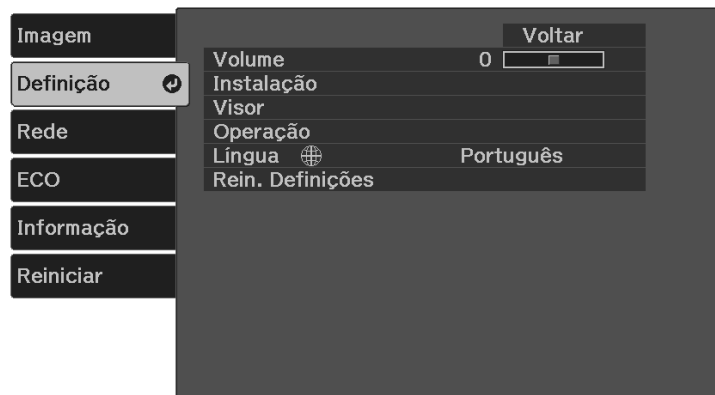 Imagem
Definição
Rede
ECO
Informação
Reiniciar
Voltar
Volume 0
Instalação
Visor
Operação
Língua Português
Rein. Definições